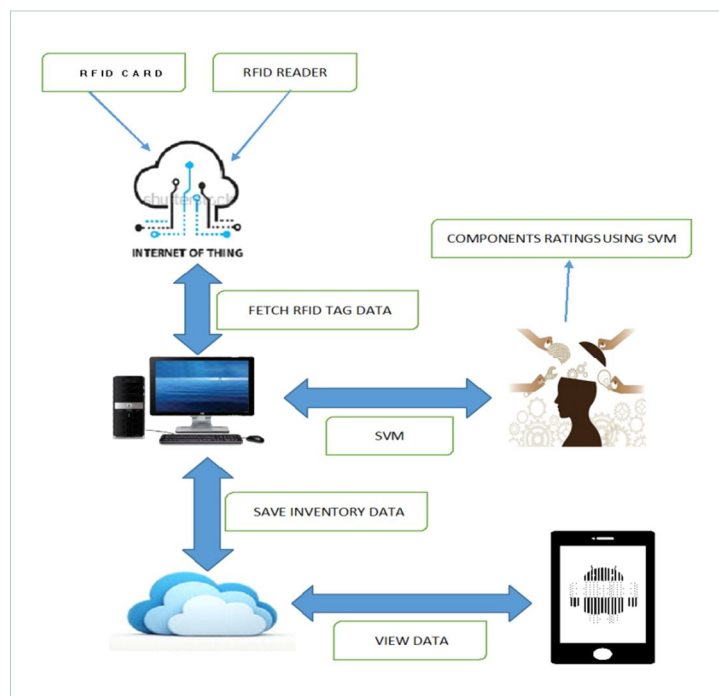 RFID CARD
RFID READER
shutterstock
INTERNET OF THING
COMPONENTS RATINGS USING SVM
FETCH RFID TAG DATA
SVM
SAVE INVENTORY DATA
VIEW DATA